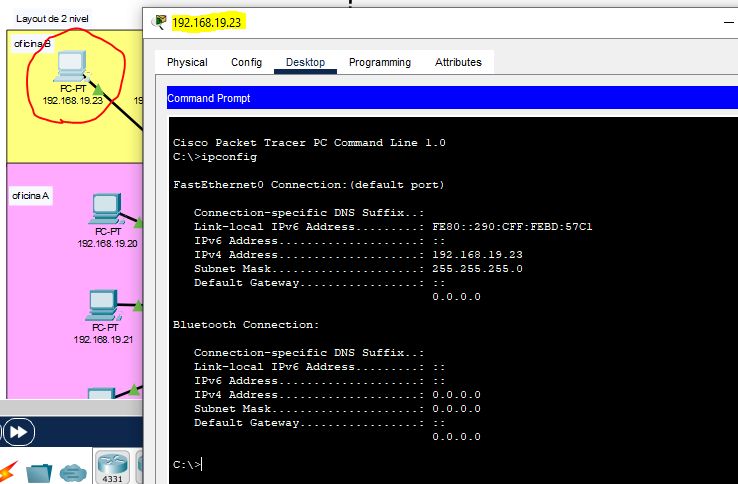 Layout de 2 nivel
oficina B
PC-PT
192.168.19.23
19
oficina A
PC-PT
192.168.19.20
PC-PT
192.168.19.21
4331
192.168.19.23
Physical Config Desktop Programming Attributes
Command Prompt
Cisco Packet Tracer PC Command Line 1.0
C:\>ipconfig
FastEthernet0 Connection:(default port)
Connection-specific DNS Suffix..:
Link-local IPv6 Address.........: FE80::290:CFF:FEBD:57C1
IPv6 Address....................: ::
IPv4 Address....................: 192.168.19.23
Subnet Mask.....................: 255.255.255.0
Default Gateway.................: ::
0.0.0.0
Bluetooth Connection:
Connection-specific DNS Suffix..:
Link-local IPv6 Address.........: ::
IPv6 Address....................: ::
IPv4 Address....................: 0.0.0.0
Subnet Mask.....................: 0.0.0.0
Default Gateway.................: ::
0.0.0.0
C:\>